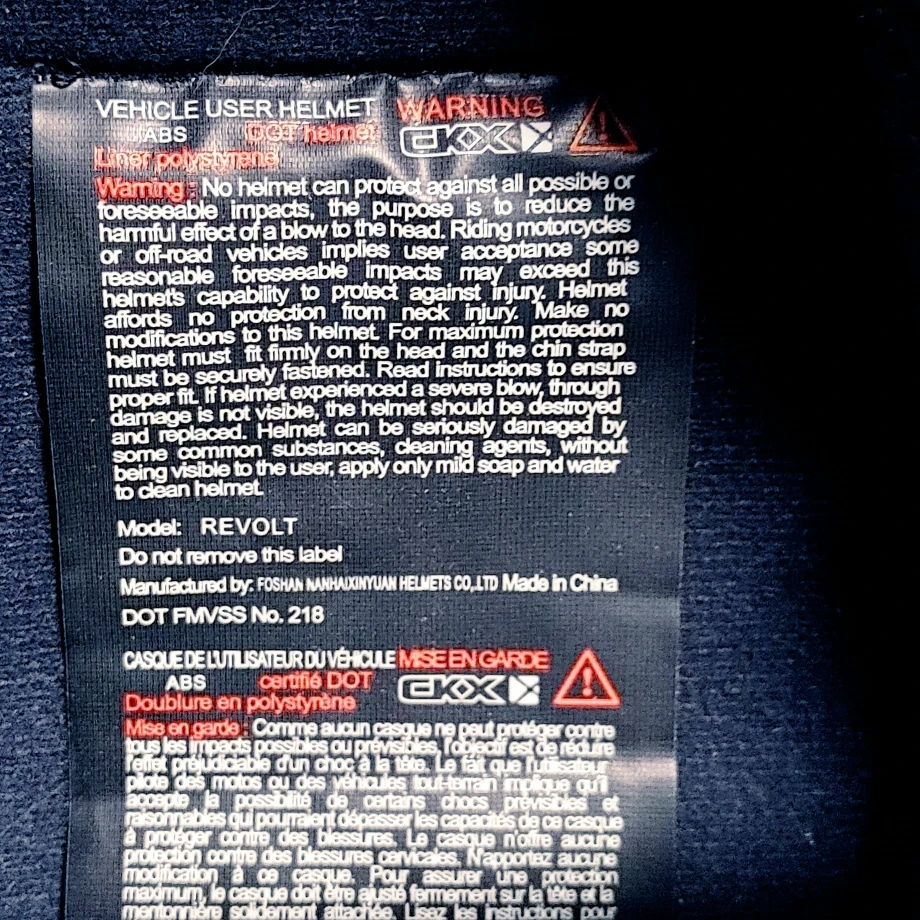 VEHICLE USER HELMET WARNING
ABS DOT helmet CKX
Liner polystyrene
Warning : No helmet can protect against all possible or
foreseeable impacts, the purpose is to reduce the
harmful effect of a blow to the head. Riding motorcycles
or off-road vehicles implies user acceptance some
reasonable foreseeable impacts may exceed this
helmet's capability to protect against injury. Helmet
affords no protection from neck injury. Make no
modifications to this helmet. For maximum protection
helmet must fit firmly on the head and the chin strap
must be securely fastened. Read instructions to ensure
proper fit. If helmet experienced a severe blow, through
damage is not visible, the helmet should be destroyed
and replaced. Helmet can be seriously damaged by
some common substances, cleaning agents, without
being visible to the user, apply only mild soap and water
to clean helmet.
Model: REVOLT
Do not remove this label
Manufactured by: FOSHAN NANHAIXINYUAN HELMETS CO.,LTD Made in China
DOT FMVSS No. 218
CASQUE DE L'UTILISATEUR DU VÉHICULE MISE EN GARDE
ABS certifié DOT CKX
Doublure en polystyrène
Mise en garde : Comme aucun casque ne peut protéger contre
tous les impacts possibles ou prévisibles, l'objectif est de réduire
l'effet préjudiciable d'un choc à la tête. Le fait que l'utilisateur
pilote des motos ou des véhicules tout-terrain implique qu'il
accepte la possibilité de certains chocs prévisibles et
raisonnables qui pourraient dépasser les capacités de ce casque
à protéger contre des blessures. Le casque n'offre aucune
protection contre des blessures cervicales. N'apportez aucune
modification à ce casque. Pour assurer une protection
maximum, le casque doit être ajusté fermement sur la tête et la
mentonnière solidement attachée. Lisez les instructions pour